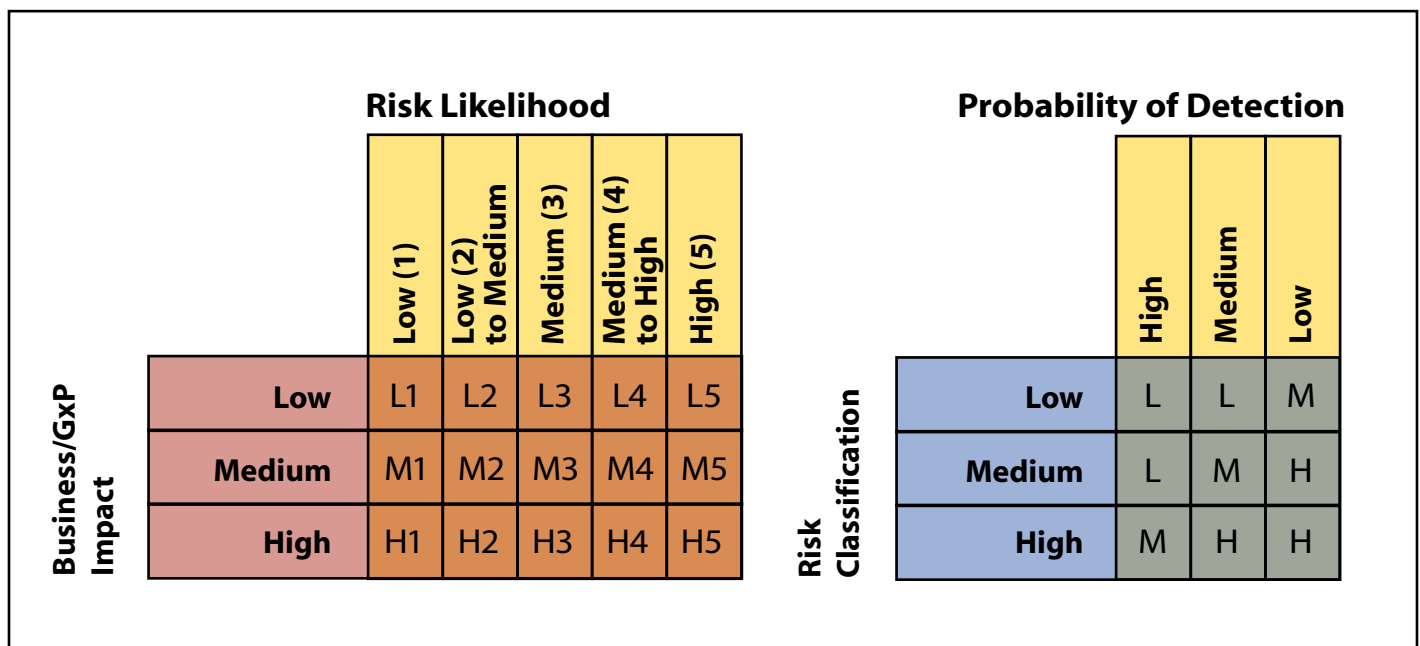 Risk Likelihood
Low (1)
Low (2)
to Medium
Medium (3)
Medium (4)
to High
High (5)
Business/GxP
Impact
Low L1 L2 L3 L4 L5
Medium M1 M2 M3 M4 M5
High H1 H2 H3 H4 H5
Probability of Detection
High
Medium
Low
Risk
Classification
Low L L M
Medium L M H
High M H H